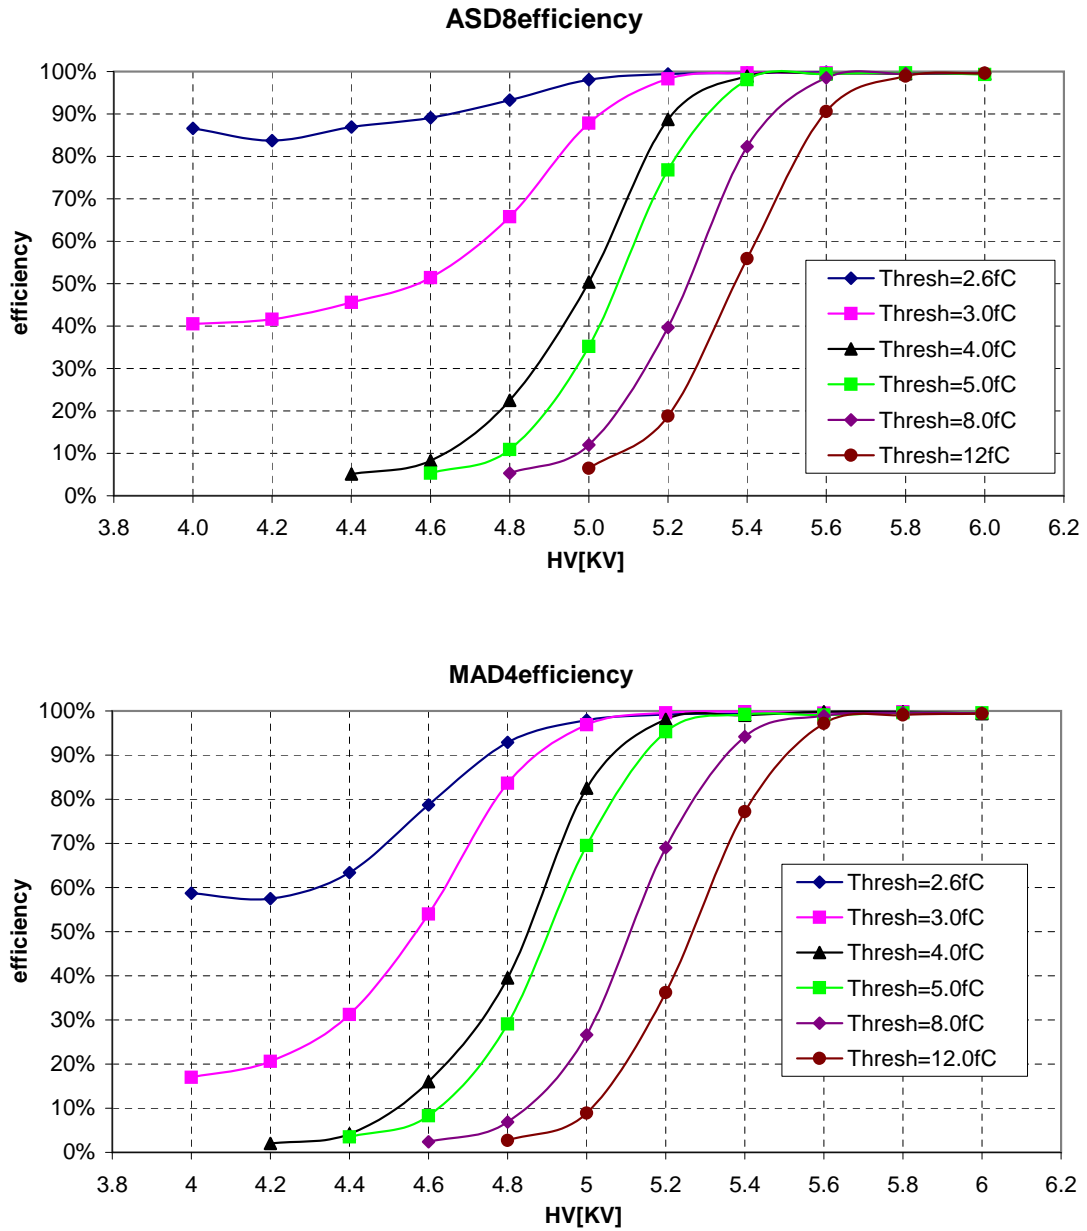 ASD8efficiency
100%
90%
80%
70%
60%
50%
40%
30%
20%
10%
0%
efficiency
Thresh=2.6fC
Thresh=3.0fC
Thresh=4.0fC
Thresh=5.0fC
Thresh=8.0fC
Thresh=12fC
3.8 4.0 4.2 4.4 4.6 4.8 5.0 5.2 5.4 5.6 5.8 6.0 6.2
HV[KV]
MAD4efficiency
100%
90%
80%
70%
60%
50%
40%
30%
20%
10%
0%
efficiency
Thresh=2.6fC
Thresh=3.0fC
Thresh=4.0fC
Thresh=5.0fC
Thresh=8.0fC
Thresh=12.0fC
3.8 4 4.2 4.4 4.6 4.8 5.0 5.2 5.4 5.6 5.8 6 6.2
HV[KV]